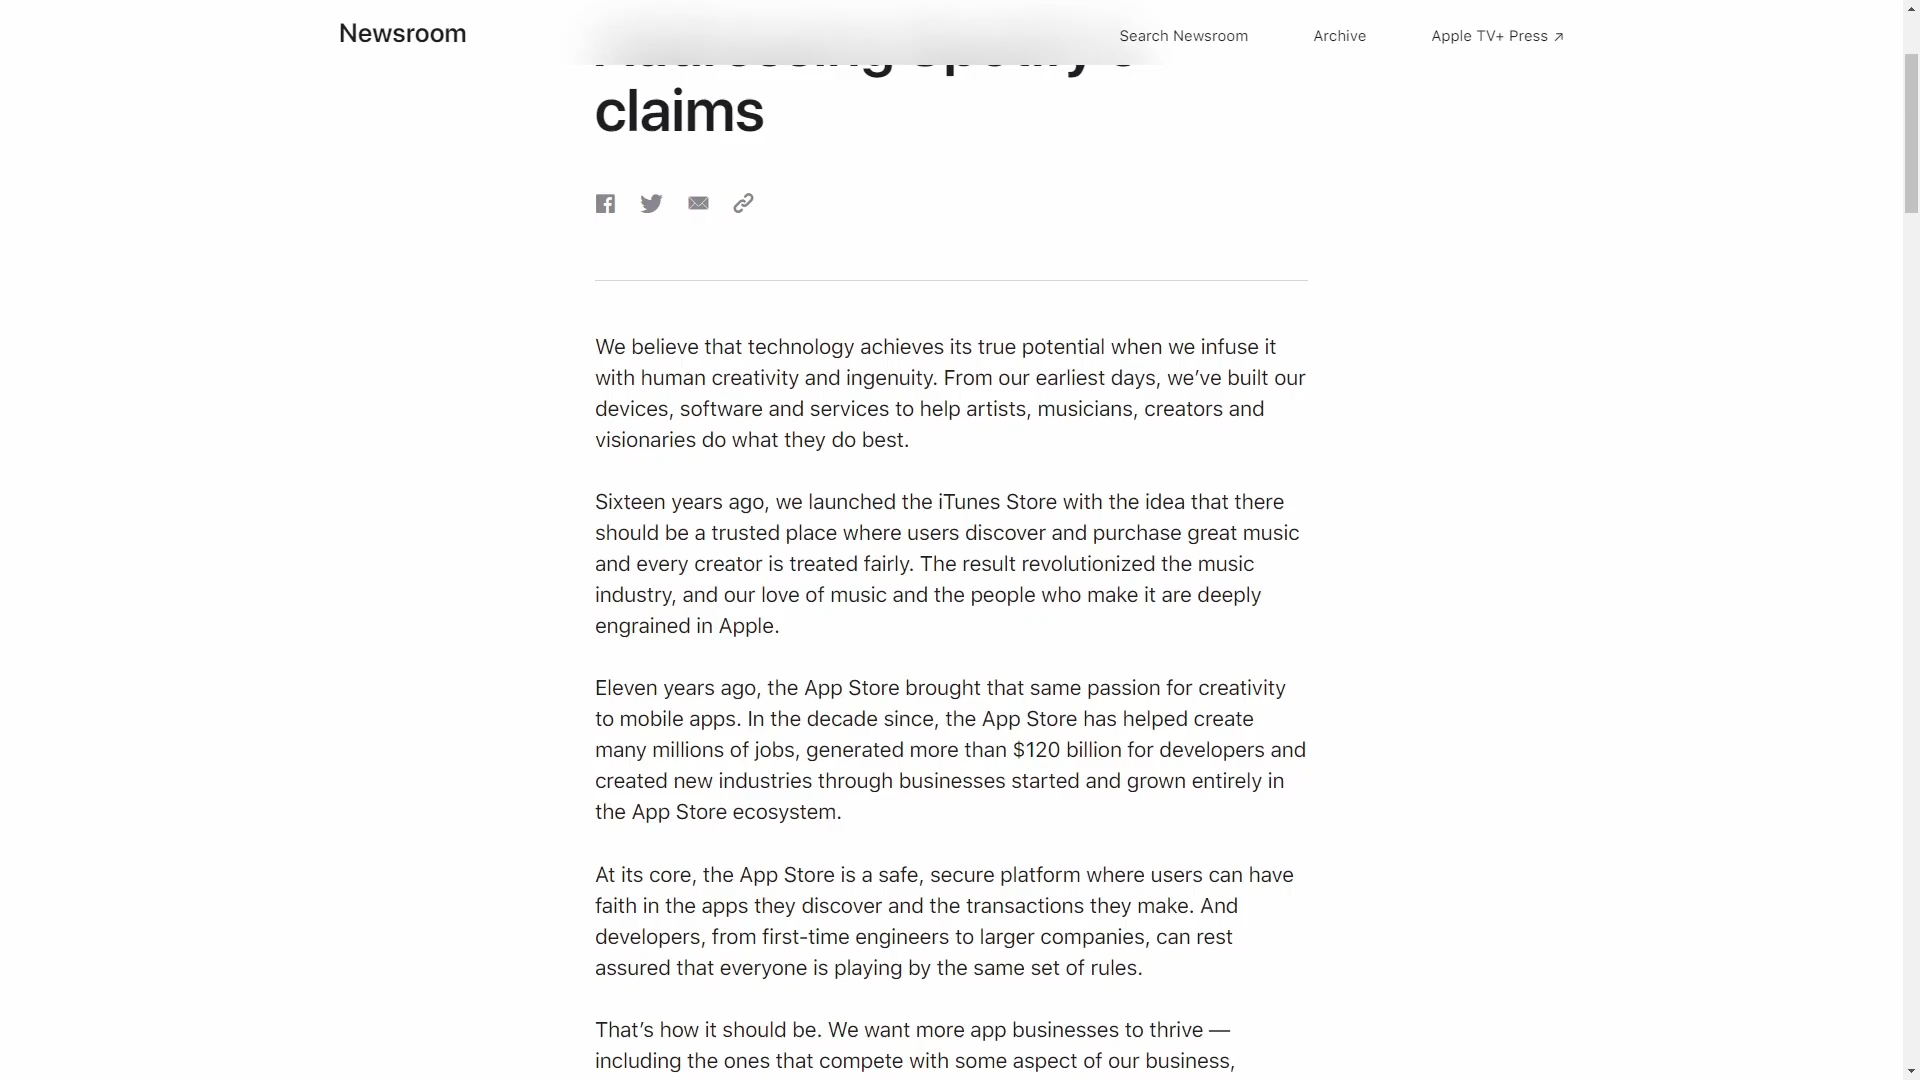 Newsroom
Search Newsroom
Archive
Apple TV+ Press ↗
Addressing Spotify's
claims
We believe that technology achieves its true potential when we infuse it
with human creativity and ingenuity. From our earliest days, we’ve built our
devices, software and services to help artists, musicians, creators and
visionaries do what they do best.
Sixteen years ago, we launched the iTunes Store with the idea that there
should be a trusted place where users discover and purchase great music
and every creator is treated fairly. The result revolutionized the music
industry, and our love of music and the people who make it are deeply
engrained in Apple.
Eleven years ago, the App Store brought that same passion for creativity
to mobile apps. In the decade since, the App Store has helped create
many millions of jobs, generated more than $120 billion for developers and
created new industries through businesses started and grown entirely in
the App Store ecosystem.
At its core, the App Store is a safe, secure platform where users can have
faith in the apps they discover and the transactions they make. And
developers, from first-time engineers to larger companies, can rest
assured that everyone is playing by the same set of rules.
That’s how it should be. We want more app businesses to thrive —
including the ones that compete with some aspect of our business,